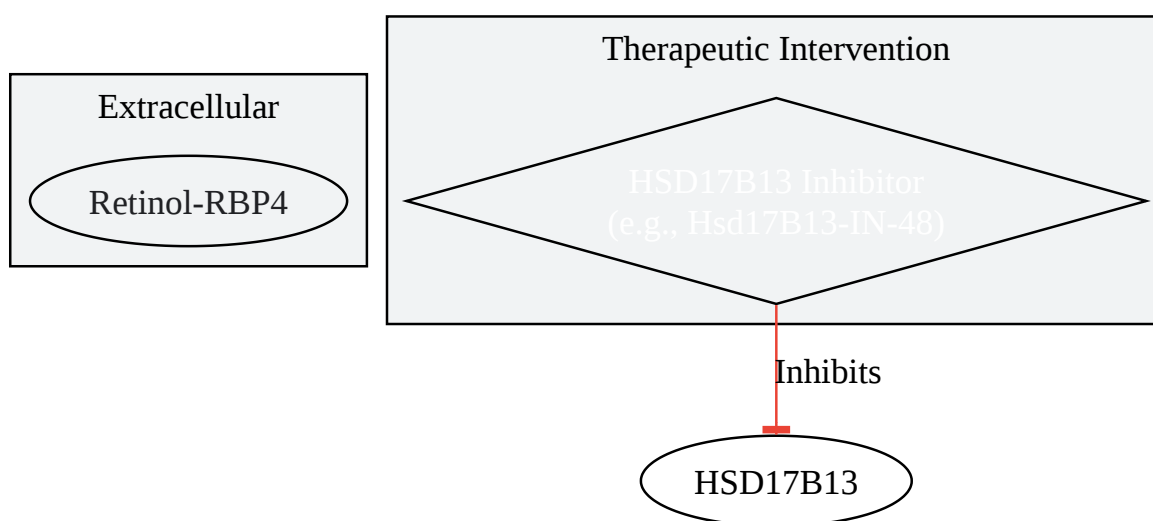 Therapeutic Intervention
Extracellular
Retinol-RBP4
HSD17B13 Inhibitor
(e.g., Hsd17B13-IN-48)
Inhibits
HSD17B13